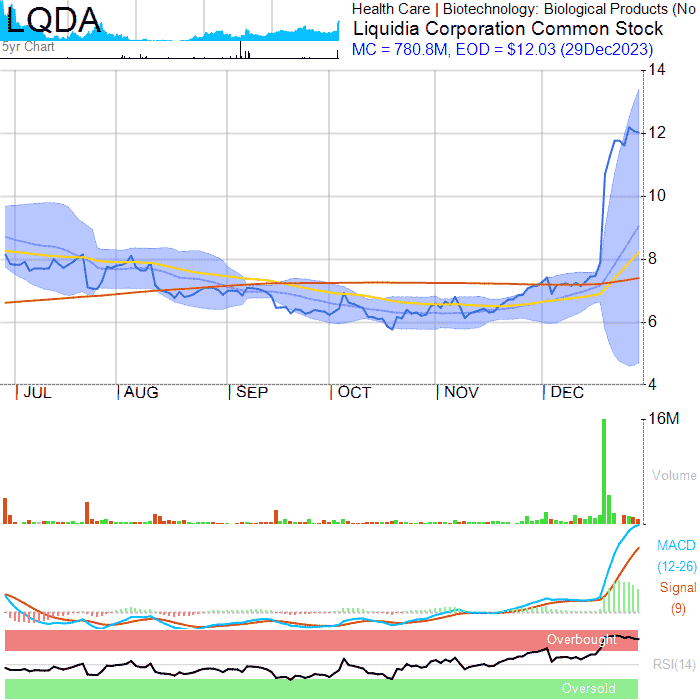 LQDA
5yr Chart
Health Care | Biotechnology: Biological Products (No
Liquidia Corporation Common Stock
MC = 780.8M, EOD = $12.03 (29Dec2023)
14
12
10
8
6
4
JUL AUG SEP OCT NOV DEC
16M
Volume
MACD
(12-26)
Signal
(9)
Overbought
RSI(14)
Oversold